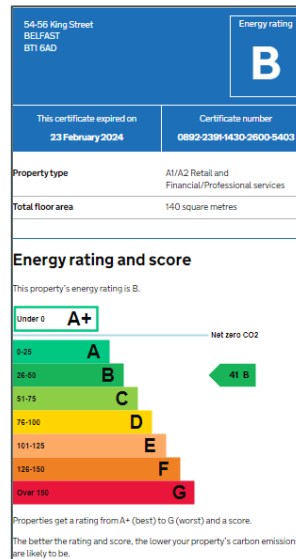 54-56 King Street
BELFAST
BT1 6AD
Energy rating
B
This certificate expired on
23 February 2024
Certificate number
0892-2391-1430-2600-5403
Property type
A1/A2 Retail and
Financial/Professional services
Total floor area
140 square metres
Energy rating and score
This property's energy rating is B.
Under 0 A+
Net zero CO2
0-25 A
26-50 B
41 B
51-75 C
76-100 D
101-125 E
126-150 F
Over 150 G
Properties get a rating from A+ (best) to G (worst) and a score.
The better the rating and score, the lower your property's carbon emission
are likely to be.